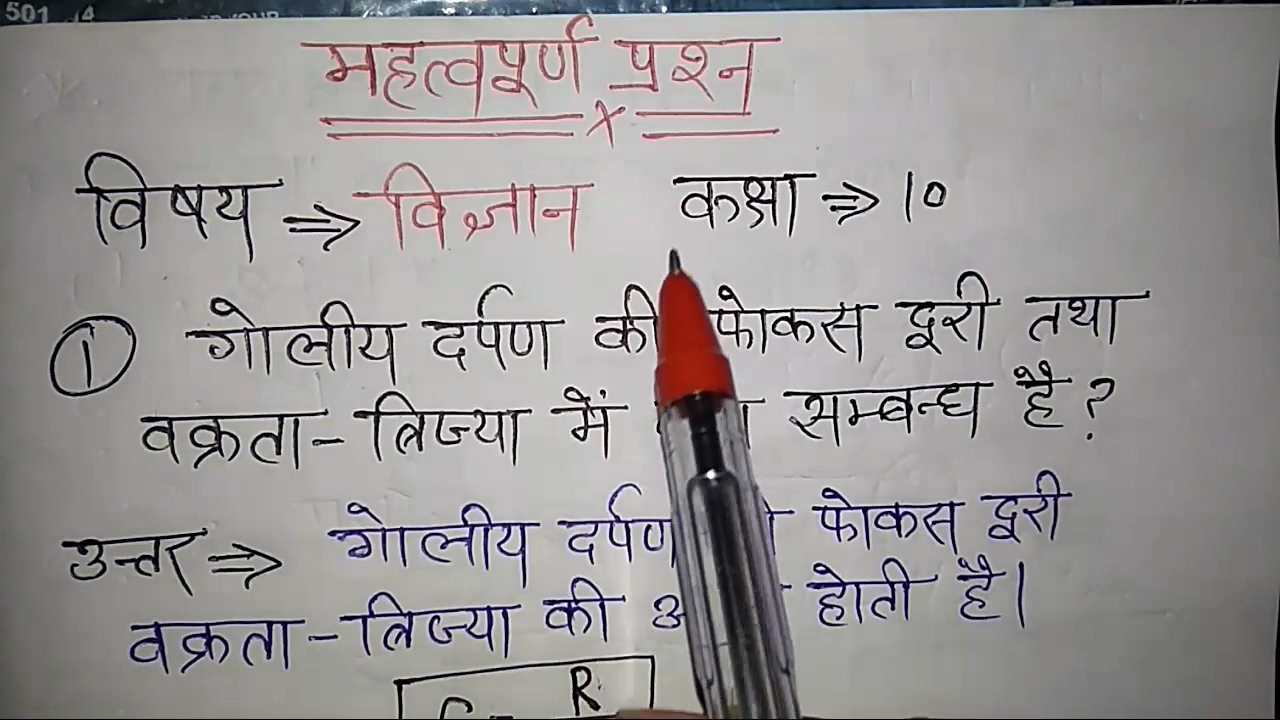 501
महत्वपूर्ण प्रश्न
विषय ⇒ विज्ञान कक्षा ⇒ 10
① गोलीय दर्पण की फोकस दूरी तथा
वक्रता-त्रिज्या में सम्बन्ध है?
उत्तर ⇒ गोलीय दर्पण फोकस दूरी
वक्रता-त्रिज्या की होती है।
R